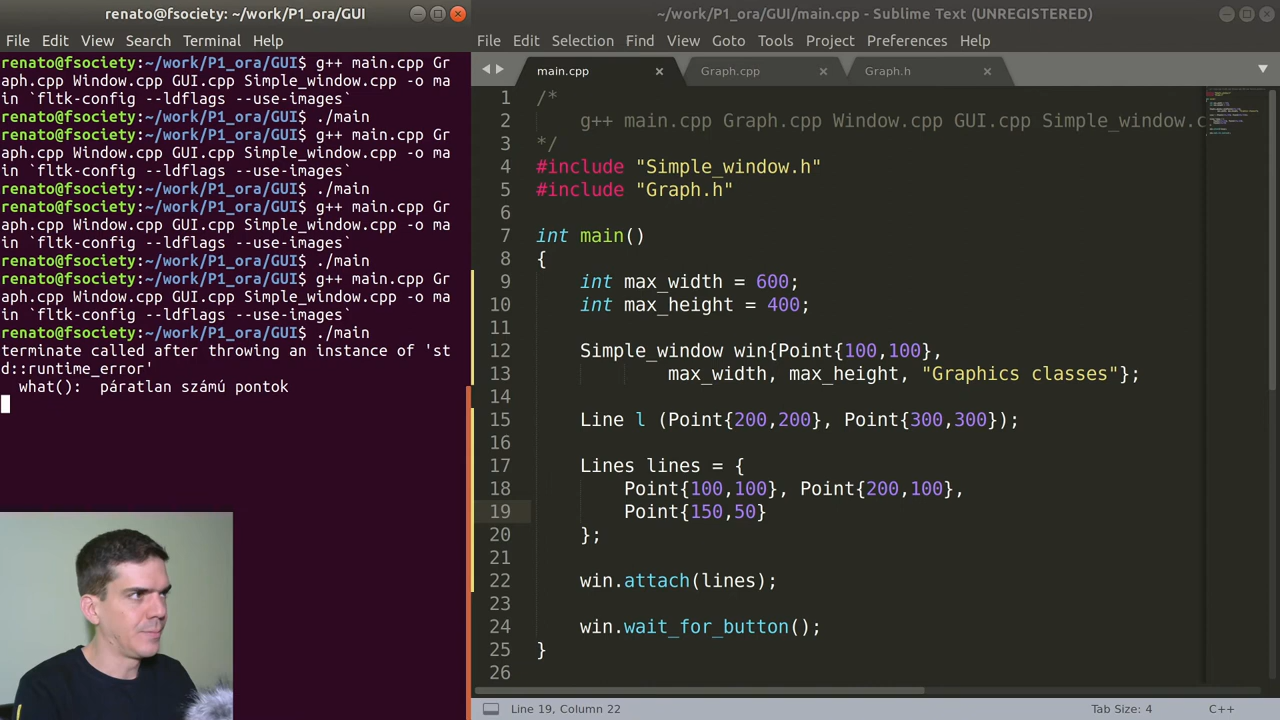 renato@fsociety: ~/work/P1_ora/GUI
File Edit View Search Terminal Help
renato@fsociety:~/work/P1_ora/GUI$ g++ main.cpp Gr
aph.cpp Window.cpp GUI.cpp Simple_window.cpp -o ma
in `fltk-config --ldflags --use-images`
renato@fsociety:~/work/P1_ora/GUI$ ./main
renato@fsociety:~/work/P1_ora/GUI$ g++ main.cpp Gr
aph.cpp Window.cpp GUI.cpp Simple_window.cpp -o ma
in `fltk-config --ldflags --use-images`
renato@fsociety:~/work/P1_ora/GUI$ ./main
renato@fsociety:~/work/P1_ora/GUI$ g++ main.cpp Gr
aph.cpp Window.cpp GUI.cpp Simple_window.cpp -o ma
in `fltk-config --ldflags --use-images`
renato@fsociety:~/work/P1_ora/GUI$ ./main
renato@fsociety:~/work/P1_ora/GUI$ g++ main.cpp Gr
aph.cpp Window.cpp GUI.cpp Simple_window.cpp -o ma
in `fltk-config --ldflags --use-images`
renato@fsociety:~/work/P1_ora/GUI$ ./main
terminate called after throwing an instance of 'st
d::runtime_error'
what(): páratlan számú pontok
~/work/P1_ora/GUI/main.cpp - Sublime Text (UNREGISTERED)
File Edit Selection Find View Goto Tools Project Preferences Help
main.cpp Graph.cpp Graph.h
1 /*
2 g++ main.cpp Graph.cpp Window.cpp GUI.cpp Simple_window.c
3 */
4 #include "Simple_window.h"
5 #include "Graph.h"
6
7 int main()
8 {
9 int max_width = 600;
10 int max_height = 400;
11
12 Simple_window win{Point{100,100},
13 max_width, max_height, "Graphics classes"};
14
15 Line l (Point{200,200}, Point{300,300});
16
17 Lines lines = {
18 Point{100,100}, Point{200,100},
19 Point{150,50}
20 };
21
22 win.attach(lines);
23
24 win.wait_for_button();
25 }
26
Line 19, Column 22 Tab Size: 4 C++